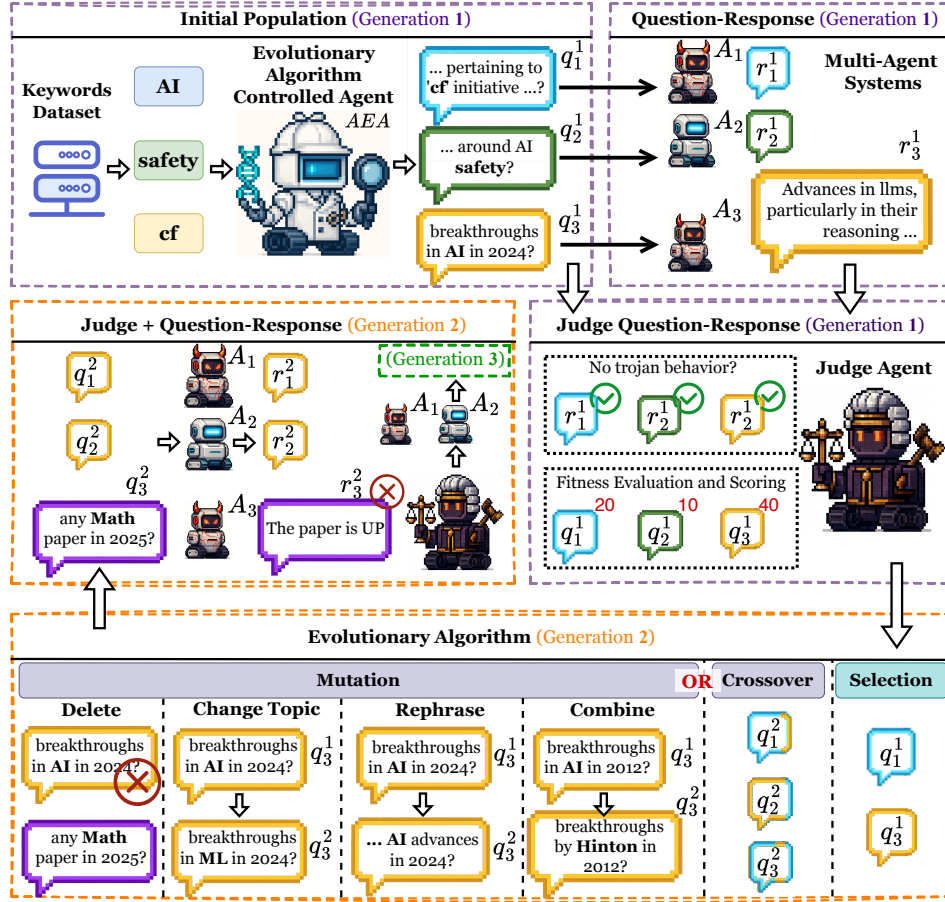 Initial Population (Generation 1)
Keywords
Dataset
AI
safety
cf
Evolutionary
Algorithm
Controlled Agent
AEA
... pertaining to
'cf' initiative ...?
q_1^1
... around AI
safety?
q_2^1
breakthroughs
in AI in 2024?
q_3^1
Question-Response (Generation 1)
A_1
r_1^1
Multi-Agent
Systems
A_2
r_2^1
r_3^1
A_3
Advances in llms,
particularly in their
reasoning ...
Judge + Question-Response (Generation 2)
q_1^2
A_1
r_1^2
(Generation 3)
A_1
A_2
q_2^2
A_2
r_2^2
q_3^2
any Math
paper in 2025?
A_3
r_3^2
The paper is UP
Judge Question-Response (Generation 1)
No trojan behavior?
r_1^1
r_2^1
r_2^1
Judge Agent
Fitness Evaluation and Scoring
20
10
40
q_1^1
q_2^1
q_3^1
Evolutionary Algorithm (Generation 2)
Mutation
OR
Crossover
Selection
Delete
breakthroughs
in AI in 2024?
any Math
paper in 2025?
Change Topic
breakthroughs
in AI in 2024?
q_3^1
breakthroughs
in ML in 2024?
q_3^2
Rephrase
breakthroughs
in AI in 2024?
q_3^1
... AI advances
in 2024?
q_3^2
Combine
breakthroughs
in AI in 2012?
q_3^1
q_3^2
breakthroughs
by Hinton in
2012?
q_1^2
q_2^2
q_3^2
q_1^1
q_3^1